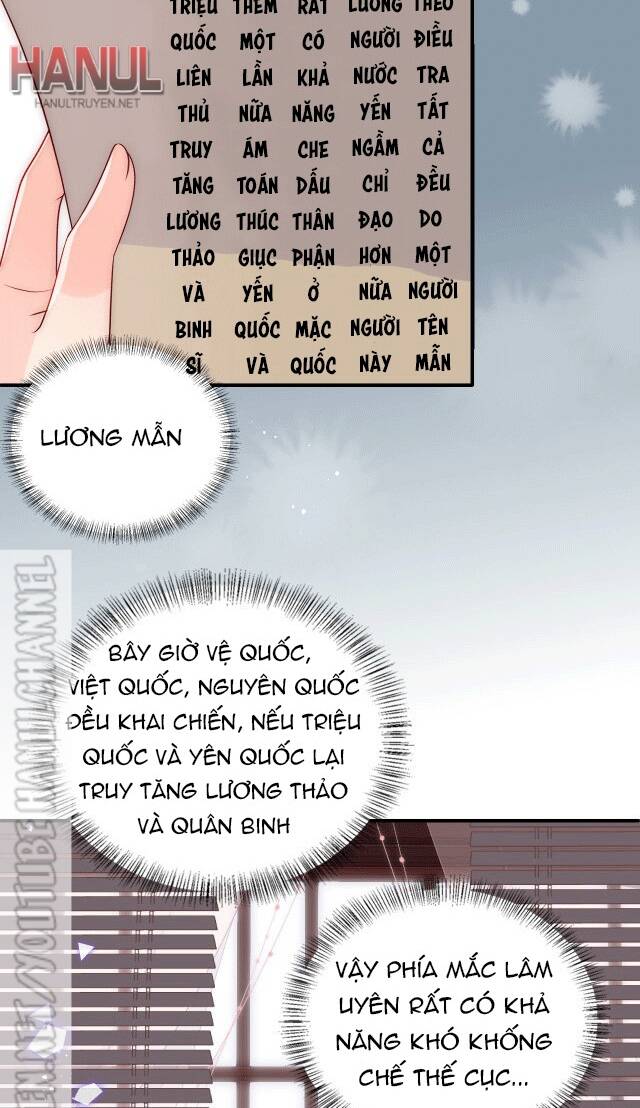 TRIỆU THÊM RẤT LƯƠNG THEO
QUỐC MỘT CÓ NGƯỜI ĐIỀU
LIÊN LẦN KHẢ NƯỚC TRA
THỦ NỮA NĂNG YẾN TẤT
TRUY ÁM CHE NGẦM CẢ
TĂNG TOÁN DẤU CHỈ ĐỀU
LƯƠNG THÚC THÂN ĐẠO DO
THẢO GIỤC PHẬN HƠN MỘT
VÀ YẾN Ở NỮA NGƯỜI
BINH QUỐC MẶC NGƯỜI TÊN
SĨ VÀ QUỐC NÀY MẪN
HANUL
HANULTRUYEN.NET
LƯƠNG MẪN
BÂY GIỜ VỆ QUỐC,
VIỆT QUỐC, NGUYÊN QUỐC
ĐỀU KHAI CHIẾN, NẾU TRIỆU
QUỐC VÀ YÊN QUỐC LẠI
TRUY TĂNG LƯƠNG THẢO
VÀ QUÂN BINH
VẬY PHÍA MẮC LÂM
UYÊN RẤT CÓ KHẢ
NĂNG KHÓ KHỐNG
CHẾ THẾ CỤC...
EN.NET/YOUTUBE HANUL CHANNEL